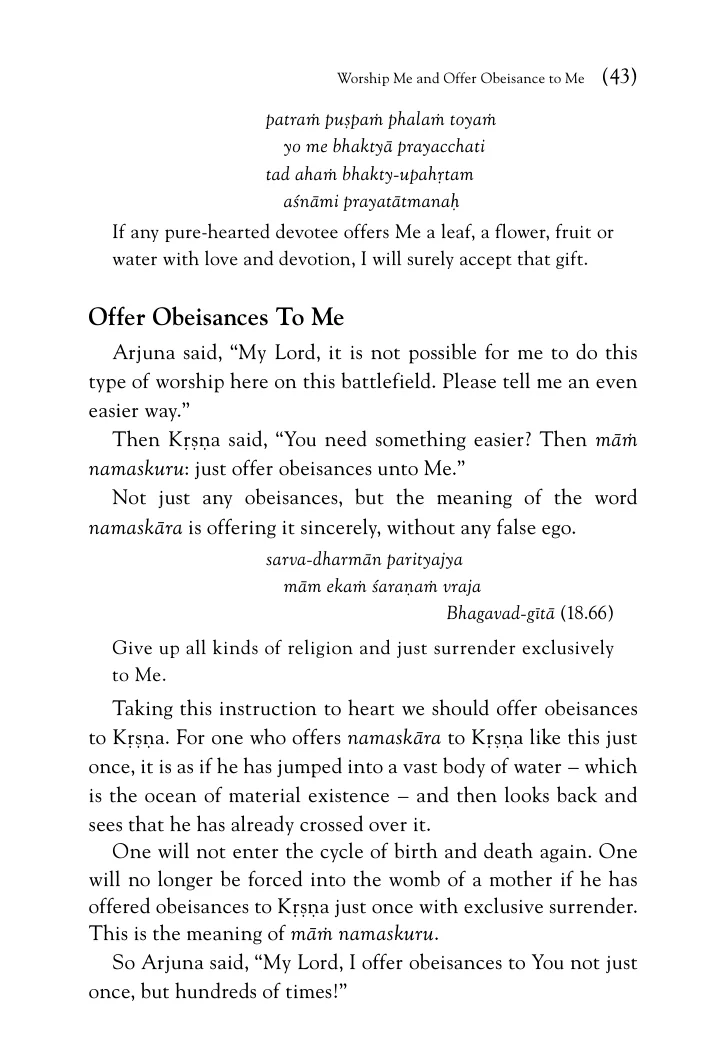 Worship Me and Offer Obeisance to Me (43)
patraṁ puṣpaṁ phalaṁ toyaṁ
yo me bhaktyā prayacchati
tad ahaṁ bhakty-upahṛtam
aśnāmi prayatātmanaḥ
If any pure-hearted devotee offers Me a leaf, a flower, fruit or
water with love and devotion, I will surely accept that gift.
Offer Obeisances To Me
Arjuna said, “My Lord, it is not possible for me to do this
type of worship here on this battlefield. Please tell me an even
easier way.”
Then Kṛṣṇa said, “You need something easier? Then māṁ
namaskuru: just offer obeisances unto Me.”
Not just any obeisances, but the meaning of the word
namaskāra is offering it sincerely, without any false ego.
sarva-dharmān parityajya
mām ekaṁ śaraṇaṁ vraja
Bhagavad-gītā (18.66)
Give up all kinds of religion and just surrender exclusively
to Me.
Taking this instruction to heart we should offer obeisances
to Kṛṣṇa. For one who offers namaskāra to Kṛṣṇa like this just
once, it is as if he has jumped into a vast body of water – which
is the ocean of material existence – and then looks back and
sees that he has already crossed over it.
One will not enter the cycle of birth and death again. One
will no longer be forced into the womb of a mother if he has
offered obeisances to Kṛṣṇa just once with exclusive surrender.
This is the meaning of māṁ namaskuru.
So Arjuna said, “My Lord, I offer obeisances to You not just
once, but hundreds of times!”